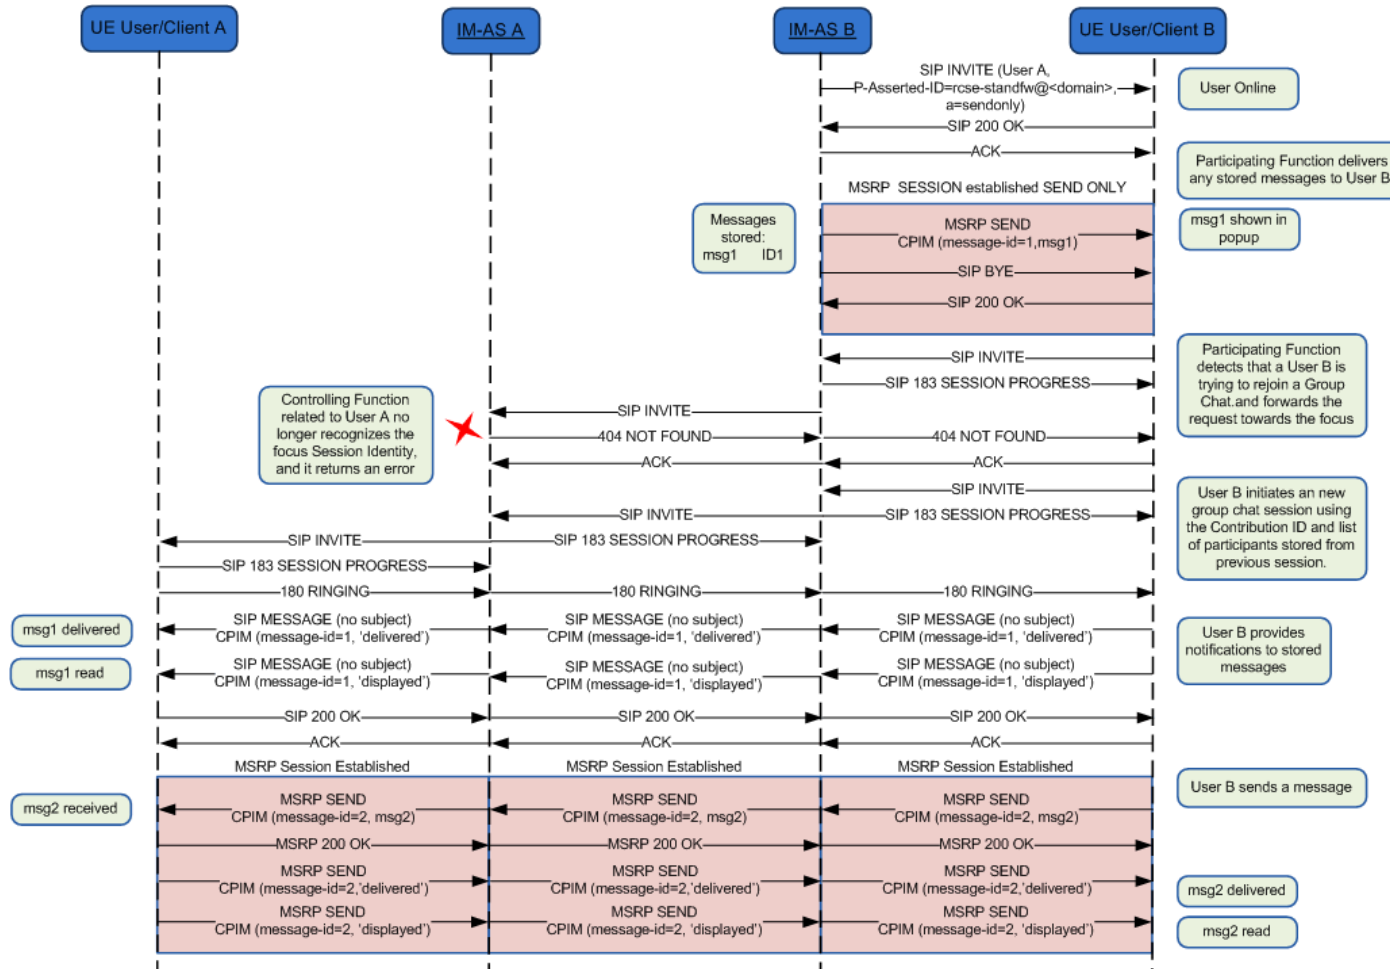 UE User/Client A
IM-AS A
IM-AS B
UE User/Client B
SIP INVITE (User A,
P-Asserted-ID=rcse-standfw@<domain>,
a=sendonly)
User Online
SIP 200 OK
ACK
Participating Function delivers
any stored messages to User B
MSRP SESSION established SEND ONLY
Messages
stored:
msg1 ID1
MSRP SEND
CPIM (message-id=1,msg1)
msg1 shown in
popup
SIP BYE
SIP 200 OK
SIP INVITE
SIP 183 SESSION PROGRESS
Participating Function
detects that a User B is
trying to rejoin a Group
Chat.and forwards the
request towards the focus
Controlling Function
related to User A no
longer recognizes the
focus Session Identity,
and it returns an error
SIP INVITE
404 NOT FOUND
404 NOT FOUND
ACK
ACK
SIP INVITE
SIP INVITE
SIP 183 SESSION PROGRESS
User B initiates an new
group chat session using
the Contribution ID and list
of participants stored from
previous session.
SIP INVITE
SIP 183 SESSION PROGRESS
SIP 183 SESSION PROGRESS
180 RINGING
180 RINGING
180 RINGING
msg1 delivered
SIP MESSAGE (no subject)
CPIM (message-id=1, 'delivered')
SIP MESSAGE (no subject)
CPIM (message-id=1, 'delivered')
SIP MESSAGE (no subject)
CPIM (message-id=1, 'delivered')
User B provides
notifications to stored
messages
msg1 read
SIP MESSAGE (no subject)
CPIM (message-id=1, 'displayed')
SIP MESSAGE (no subject)
CPIM (message-id=1, 'displayed')
SIP MESSAGE (no subject)
CPIM (message-id=1, 'displayed')
SIP 200 OK
SIP 200 OK
SIP 200 OK
ACK
ACK
ACK
MSRP Session Established
MSRP Session Established
MSRP Session Established
User B sends a message
msg2 received
MSRP SEND
CPIM (message-id=2, msg2)
MSRP SEND
CPIM (message-id=2, msg2)
MSRP SEND
CPIM (message-id=2, msg2)
MSRP 200 OK
MSRP 200 OK
MSRP 200 OK
MSRP SEND
CPIM (message-id=2,'delivered')
MSRP SEND
CPIM (message-id=2,'delivered')
MSRP SEND
CPIM (message-id=2,'delivered')
msg2 delivered
MSRP SEND
CPIM (message-id=2, 'displayed')
MSRP SEND
CPIM (message-id=2, 'displayed')
MSRP SEND
CPIM (message-id=2, 'displayed')
msg2 read